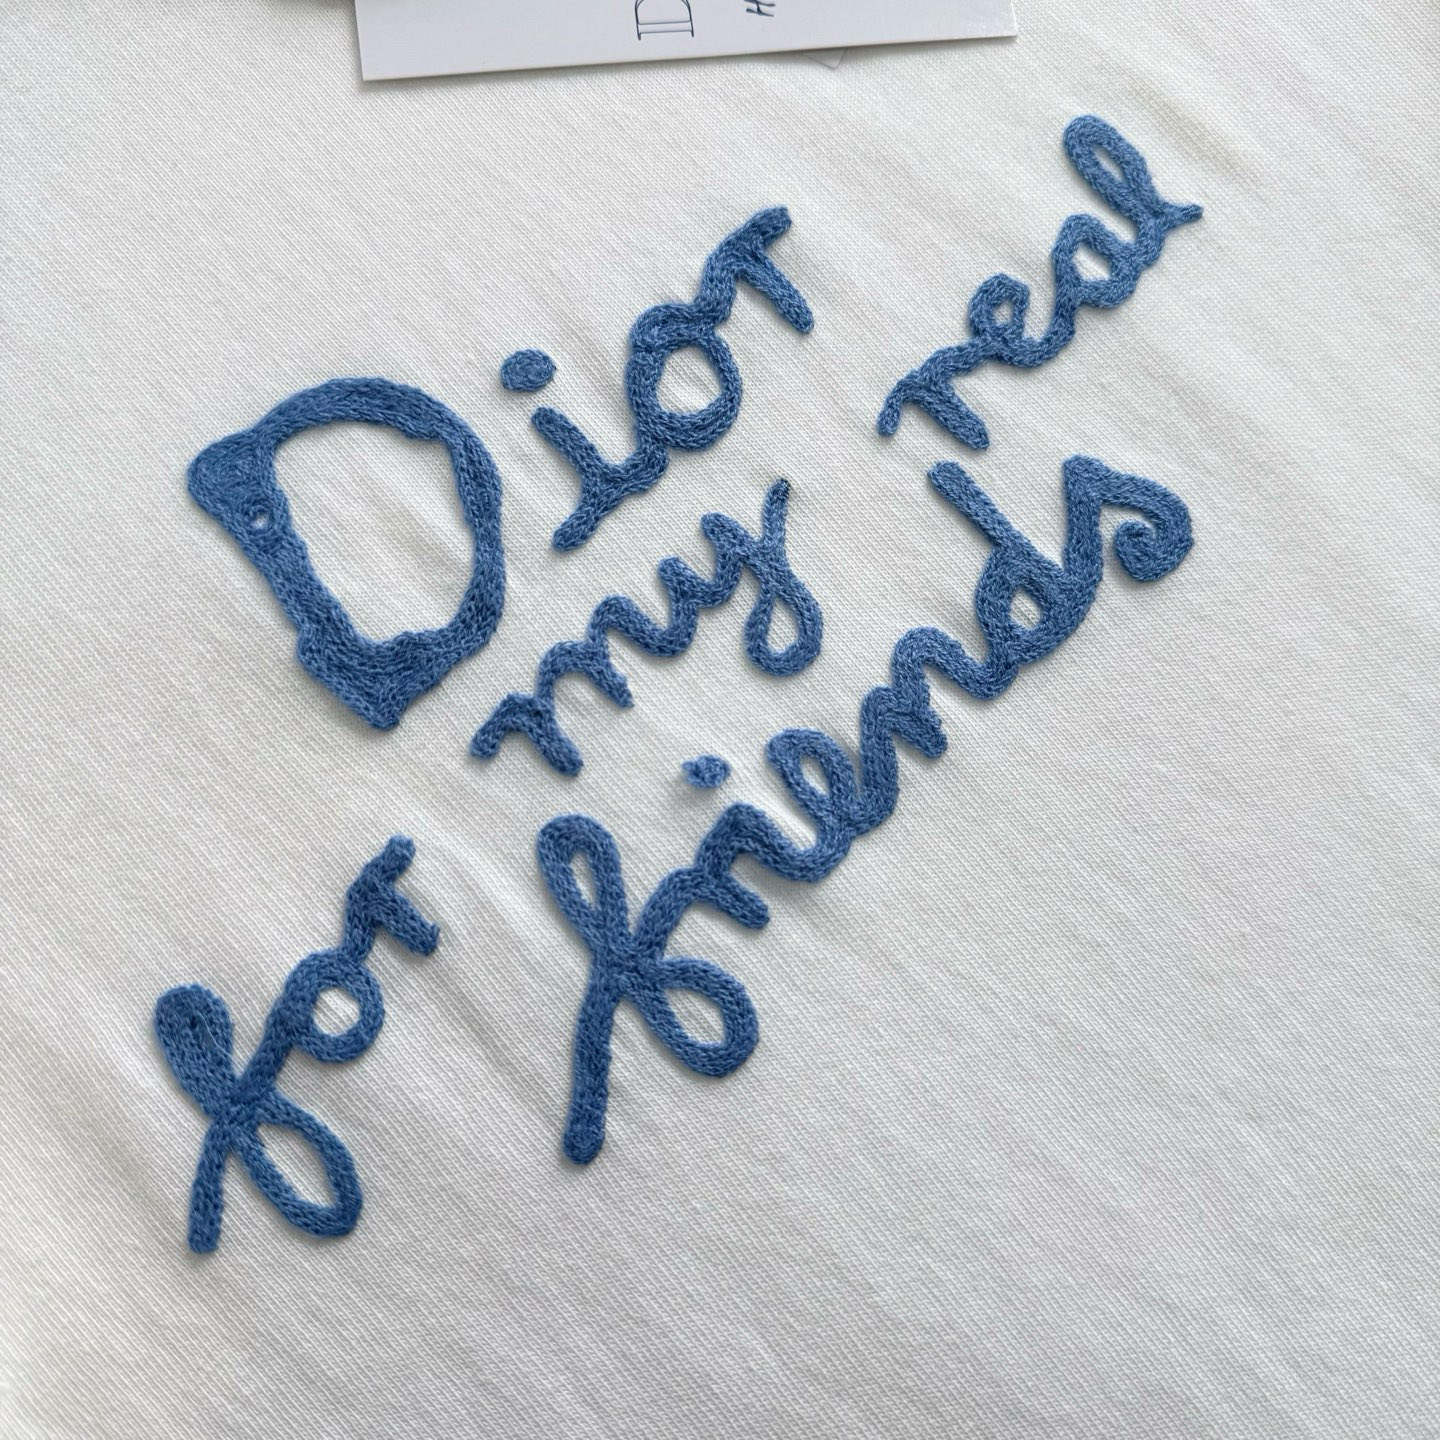 Dior
for my real
friends